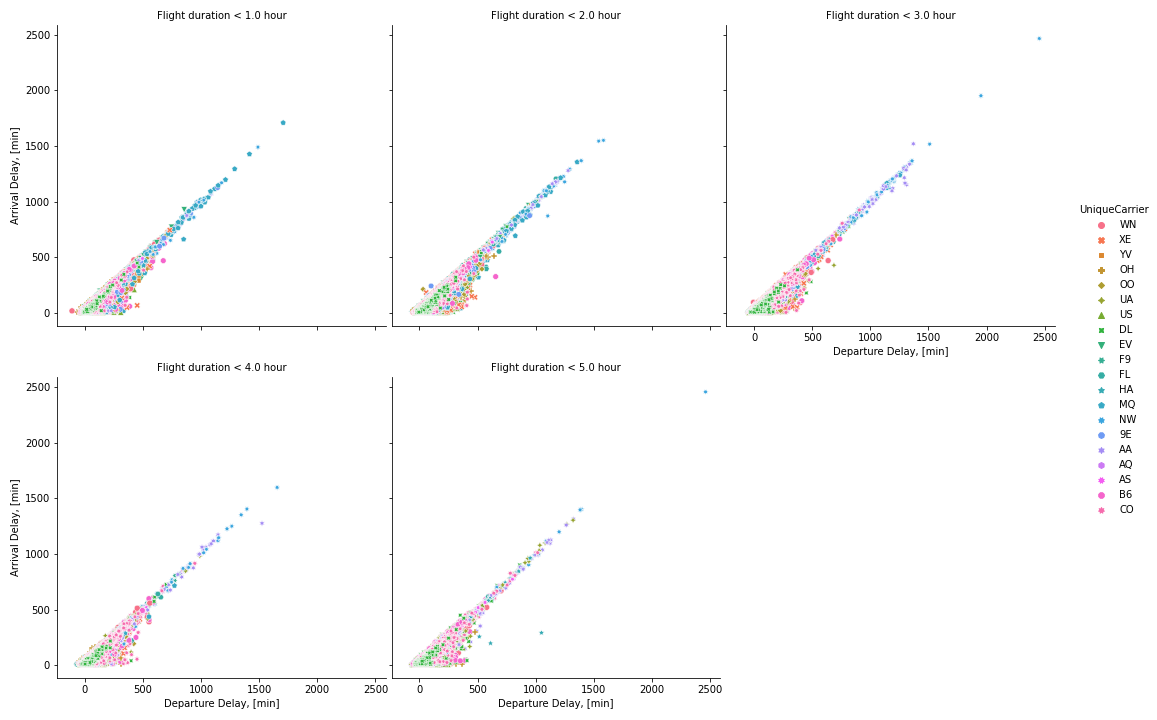 Flight duration < 1.0 hour
Flight duration < 2.0 hour
Flight duration < 3.0 hour
2500
2000
1500
1000
500
0
Arrival Delay, [min]
0 500 1000 1500 2000 2500
Departure Delay, [min]
UniqueCarrier
WN
XE
YV
OH
OO
UA
US
DL
EV
F9
FL
HA
MQ
NW
9E
AA
AQ
AS
B6
CO
Flight duration < 4.0 hour
Flight duration < 5.0 hour
2500
2000
1500
1000
500
0
Arrival Delay, [min]
0 500 1000 1500 2000 2500
Departure Delay, [min]
0 500 1000 1500 2000 2500
Departure Delay, [min]